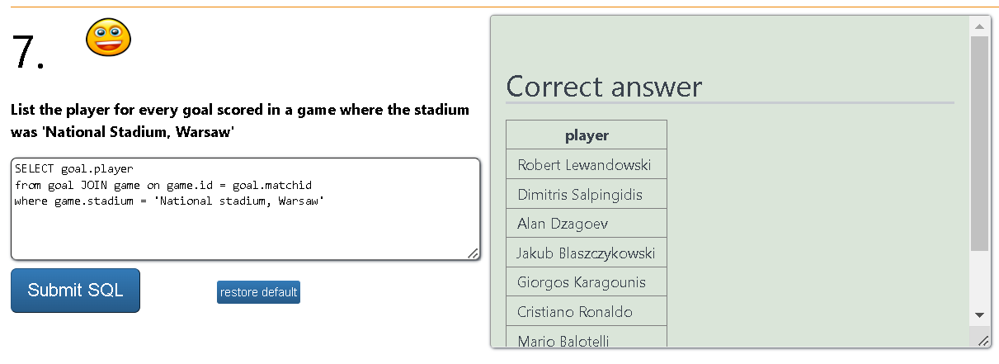 7.
List the player for every goal scored in a game where the stadium
was 'National Stadium, Warsaw'
SELECT goal.player
from goal JOIN game on game.id = goal.matchid
where game.stadium = 'National stadium, Warsaw'
Submit SQL
restore default
Correct answer
player
Robert Lewandowski
Dimitris Salpingidis
Alan Dzagoev
Jakub Blaszczykowski
Giorgos Karagounis
Cristiano Ronaldo
Mario Balotelli